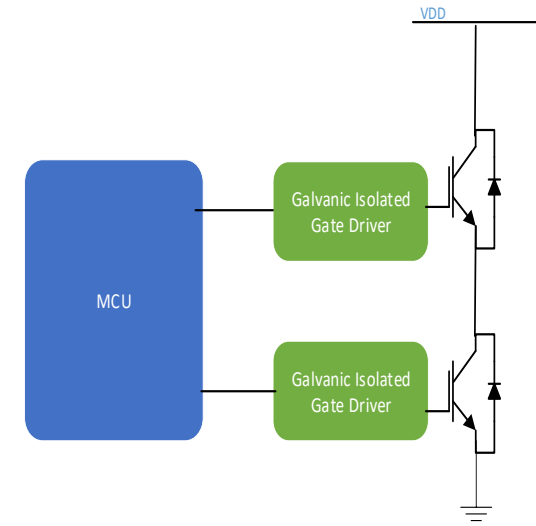 VDD
Galvanic Isolated
Gate Driver
MCU
Galvanic Isolated
Gate Driver